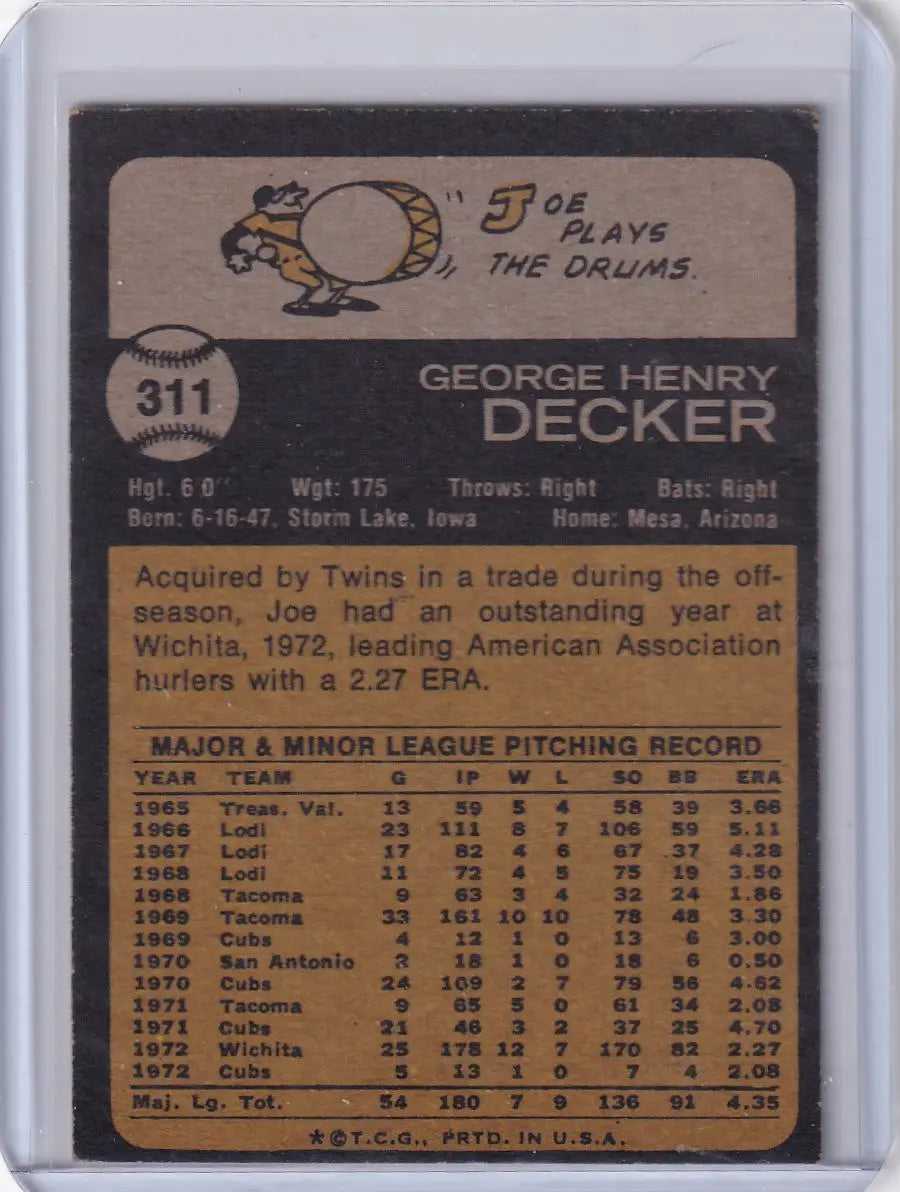 JOE
PLAYS
THE DRUMS.
311
GEORGE HENRY
DECKER
Hgt. 6'0" Wgt: 175 Throws: Right Bats: Right
Born: 6-16-47, Storm Lake, Iowa Home: Mesa, Arizona
Acquired by Twins in a trade during the off-
season, Joe had an outstanding year at
Wichita, 1972, leading American Association
hurlers with a 2.27 ERA.
MAJOR & MINOR LEAGUE PITCHING RECORD
YEAR TEAM G IP W L SO BB ERA
1965 Treas. Val. 13 59 5 4 58 39 3.66
1966 Lodi 23 111 8 7 106 59 5.11
1967 Lodi 17 82 4 6 67 37 4.28
1968 Lodi 11 72 4 5 75 19 3.50
1968 Tacoma 9 63 3 4 32 24 1.86
1969 Tacoma 33 161 10 10 78 48 3.30
1969 Cubs 4 12 1 0 13 6 3.00
1970 San Antonio 2 18 1 0 18 6 0.50
1970 Cubs 24 109 2 7 79 56 4.62
1971 Tacoma 9 65 5 0 61 34 2.08
1971 Cubs 21 46 3 2 37 25 4.70
1972 Wichita 25 178 12 7 170 82 2.27
1972 Cubs 5 13 1 0 7 4 2.08
Maj. Lg. Tot. 54 180 7 9 136 91 4.35
*©T.C.G., PRTD. IN U.S.A.